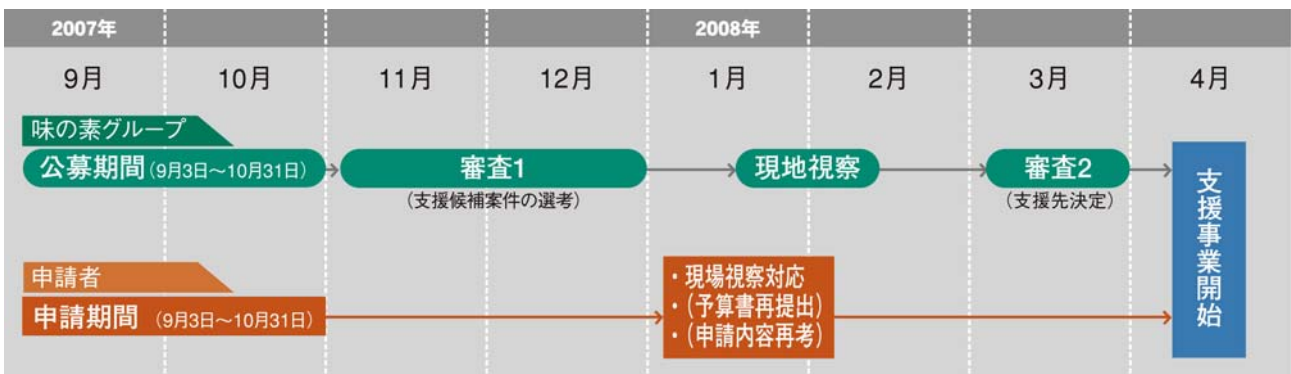 2007年
2008年
9月
10月
11月
12月
1月
2月
3月
4月
味の素グループ
公募期間(9月3日～10月31日)
審査1
(支援候補案件の選考)
現地視察
審査2
(支援先決定)
支援事業開始
申請者
申請期間 (9月3日～10月31日)
・現場視察対応
・(予算書再提出)
・(申請内容再考)